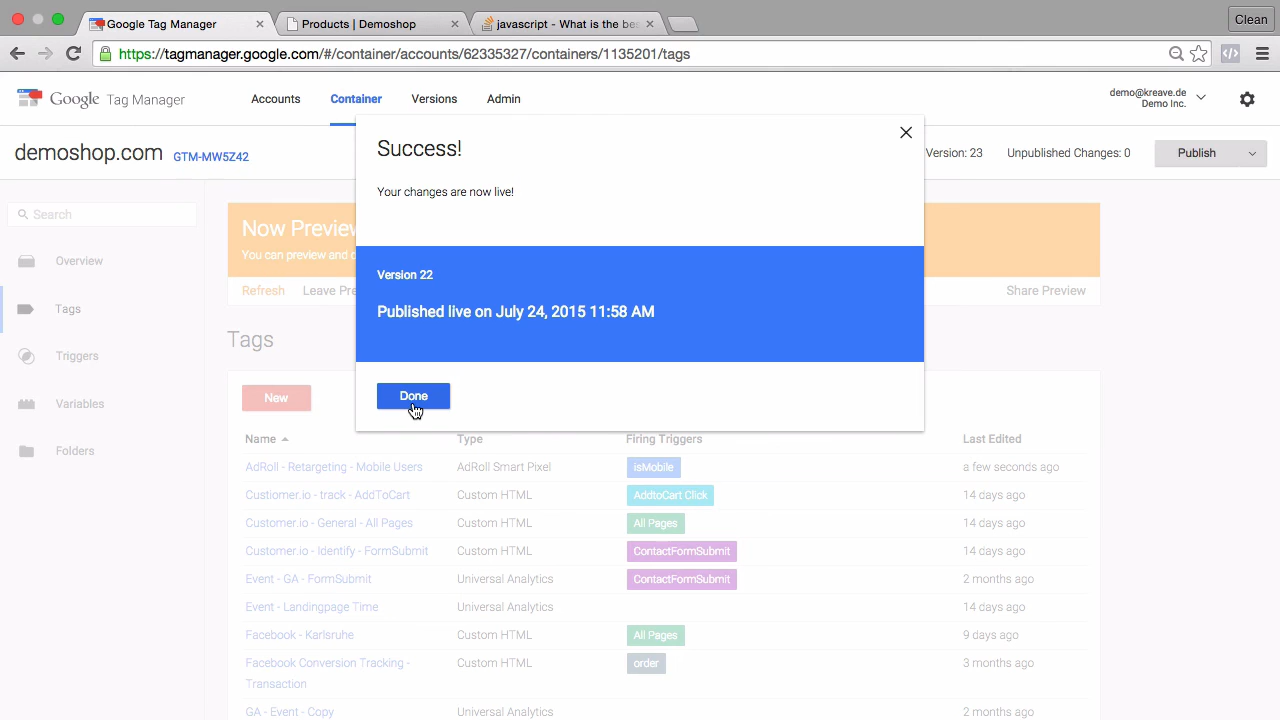 Google Tag Manager
Products | Demoshop
javascript - What is the bes
Clean
https://tagmanager.google.com/#/container/accounts/62335327/containers/1135201/tags
Google Tag Manager
Accounts
Container
Versions
Admin
demo@kreave.de
Demo Inc.
demoshop.com GTM-MW5Z42
Version: 23
Unpublished Changes: 0
Publish
Success!
Your changes are now live!
Version 22
Published live on July 24, 2015 11:58 AM
Done
Search
Overview
Tags
Triggers
Variables
Folders
Now Preview
You can preview and d
Refresh
Leave Pre
Share Preview
Tags
New
Name
Type
Firing Triggers
Last Edited
AdRoll - Retargeting - Mobile Users
AdRoll Smart Pixel
isMobile
a few seconds ago
Custiomer.io - track - AddToCart
Custom HTML
AddtoCart Click
14 days ago
Customer.io - General - All Pages
Custom HTML
All Pages
14 days ago
Customer.io - Identify - FormSubmit
Custom HTML
ContactFormSubmit
14 days ago
Event - GA - FormSubmit
Universal Analytics
ContactFormSubmit
2 months ago
Event - Landingpage Time
Universal Analytics
14 days ago
Facebook - Karlsruhe
Custom HTML
All Pages
9 days ago
Facebook Conversion Tracking -
Transaction
Custom HTML
order
3 months ago
GA - Event - Copy
Universal Analytics
2 months ago